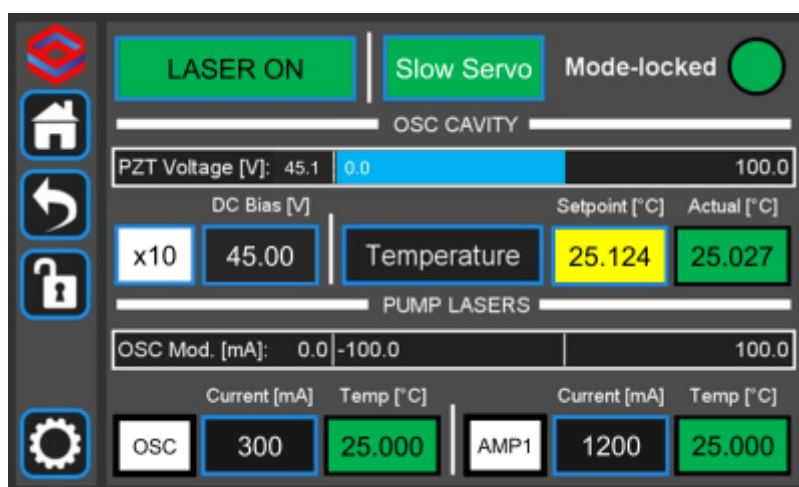 LASER ON Slow Servo Mode-locked
OSC CAVITY
PZT Voltage [V]: 45.1 0.0 100.0
DC Bias [V] Setpoint [°C] Actual [°C]
x10 45.00 Temperature 25.124 25.027
PUMP LASERS
OSC Mod. [mA]: 0.0 -100.0 100.0
Current [mA] Temp [°C] Current [mA] Temp [°C]
OSC 300 25.000 AMP1 1200 25.000